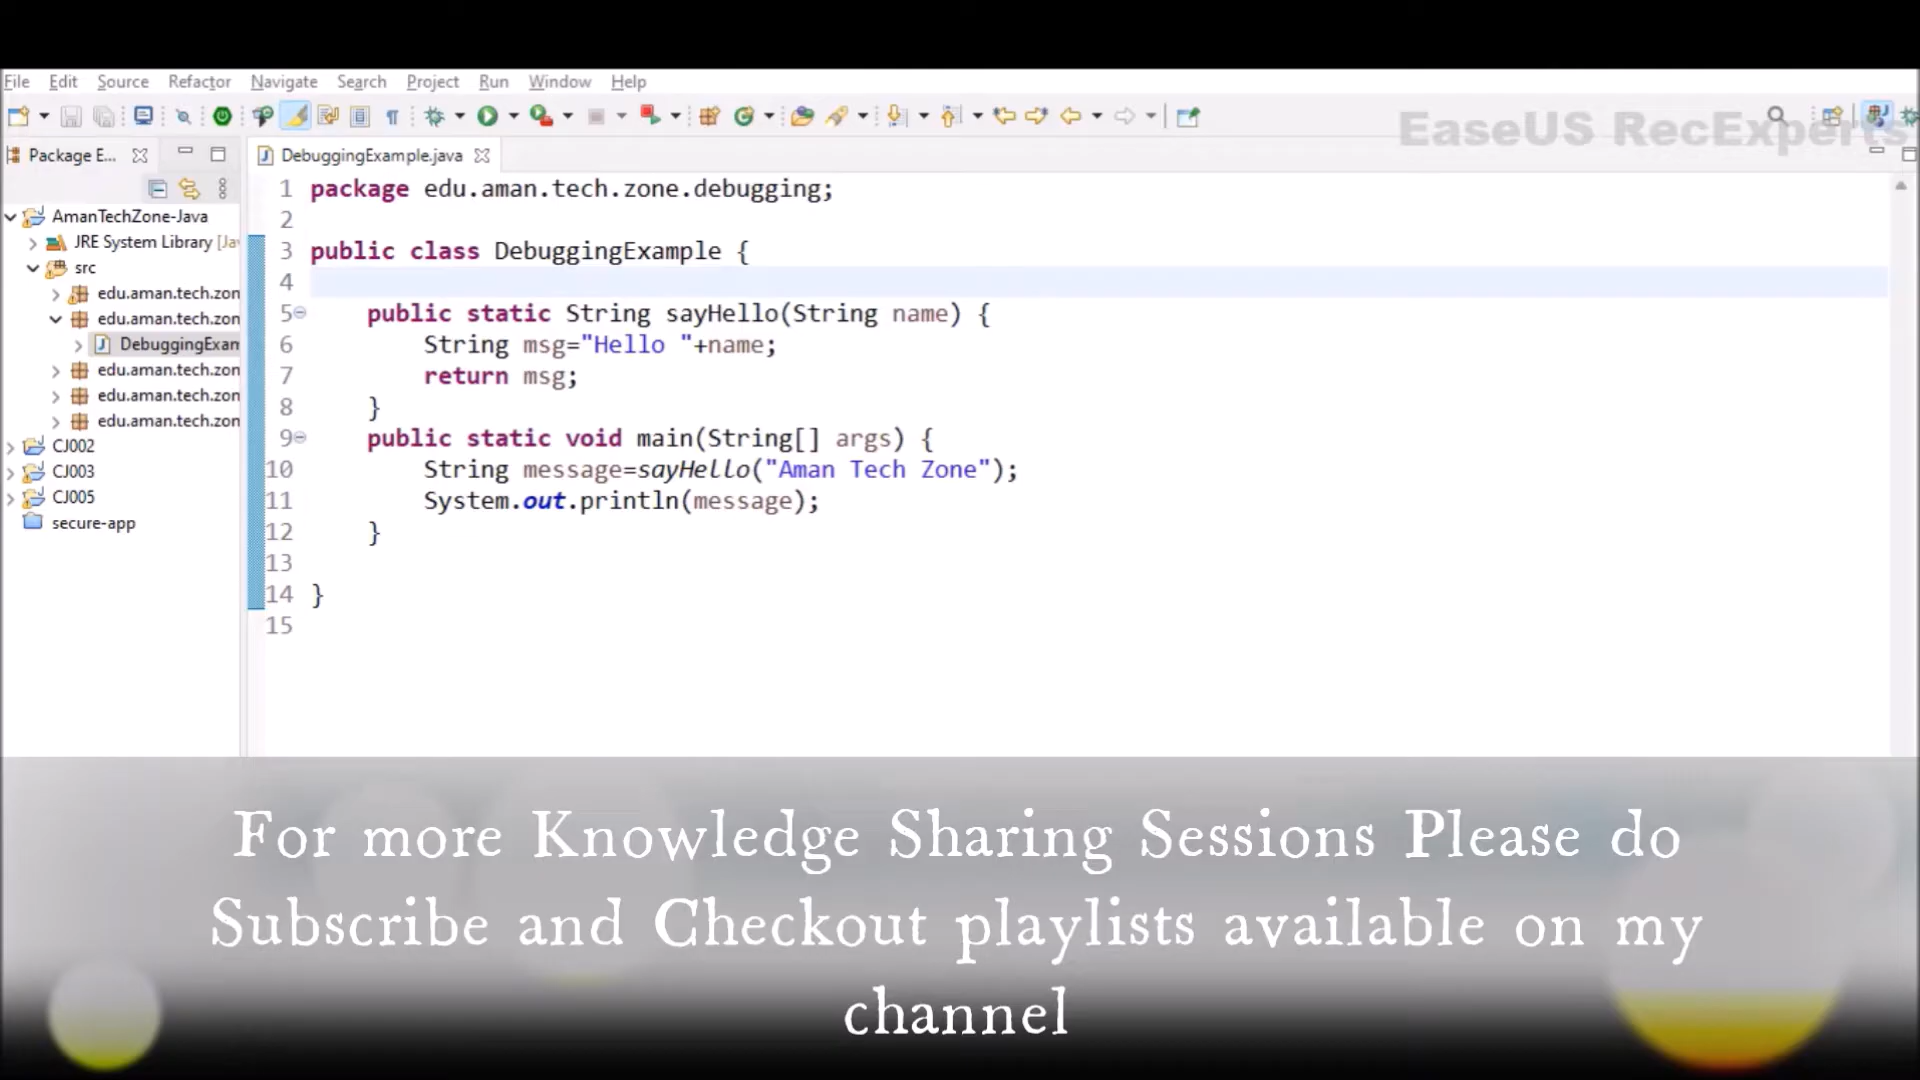 File Edit Source Refactor Navigate Search Project Run Window Help
EaseUS RecExperts
Package E...
DebuggingExample.java
AmanTechZone-Java
JRE System Library [Ja
src
edu.aman.tech.zon
edu.aman.tech.zon
DebuggingExam
edu.aman.tech.zon
edu.aman.tech.zon
edu.aman.tech.zon
CJ002
CJ003
CJ005
secure-app
1 package edu.aman.tech.zone.debugging;
2
3 public class DebuggingExample {
4
5 public static String sayHello(String name) {
6 String msg="Hello "+name;
7 return msg;
8 }
9 public static void main(String[] args) {
10 String message=sayHello("Aman Tech Zone");
11 System.out.println(message);
12 }
13
14 }
15
For more Knowledge Sharing Sessions Please do
Subscribe and Checkout playlists available on my
channel